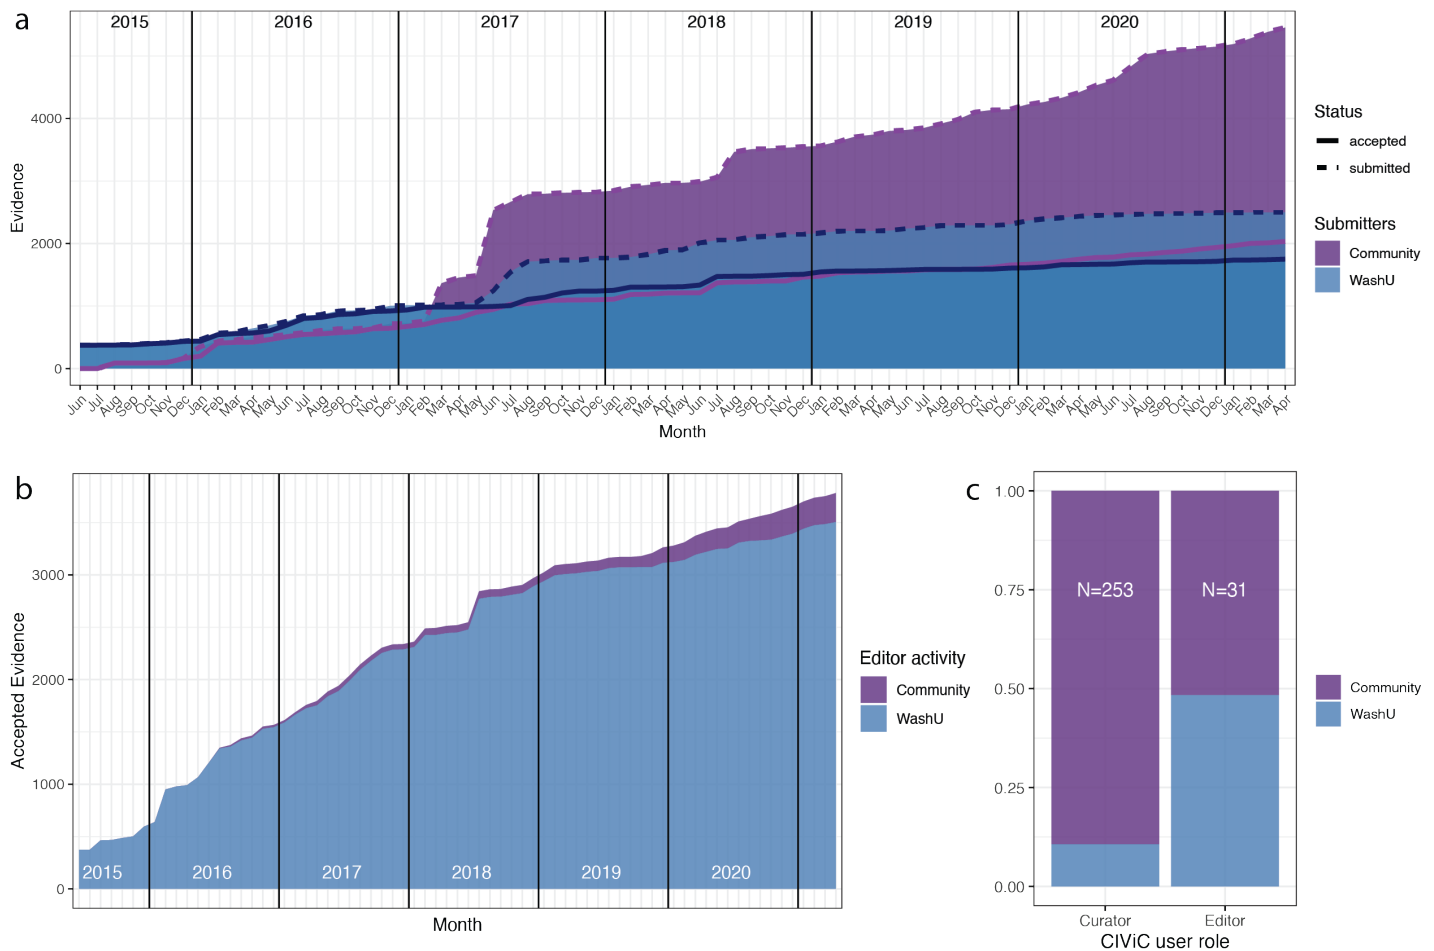 a
2015 2016 2017 2018 2019 2020
Evidence
4000
2000
0
Jun Jul Aug Sep Oct Nov Dec Jan Feb Mar Apr May Jun Jul Aug Sep Oct Nov Dec Jan Feb Mar Apr May Jun Jul Aug Sep Oct Nov Dec Jan Feb Mar Apr May Jun Jul Aug Sep Oct Nov Dec Jan Feb Mar Apr May Jun Jul Aug Sep Oct Nov Dec Jan Feb Mar Apr May Jun Jul Aug Sep Oct Nov Dec Jan Feb Mar Apr
Month
Status
accepted
submitted
Submitters
Community
WashU
b
Accepted Evidence
3000
2000
1000
0
2015 2016 2017 2018 2019 2020
Month
Editor activity
Community
WashU
c
1.00
0.75
0.50
0.25
0.00
N=253 N=31
Curator Editor
CIViC user role
Community
WashU